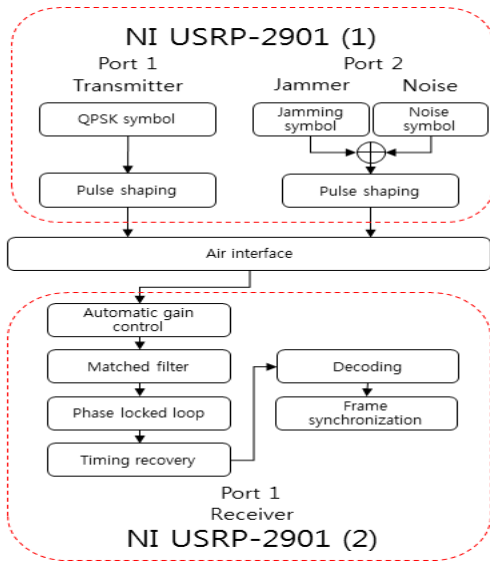 NI USRP-2901 (1)
Port 1
Transmitter
Port 2
Jammer
Noise
QPSK symbol
Jamming
symbol
Noise
symbol
Pulse shaping
Pulse shaping
Air interface
Automatic gain
control
Matched filter
Phase locked loop
Timing recovery
Decoding
Frame
synchronization
Port 1
Receiver
NI USRP-2901 (2)